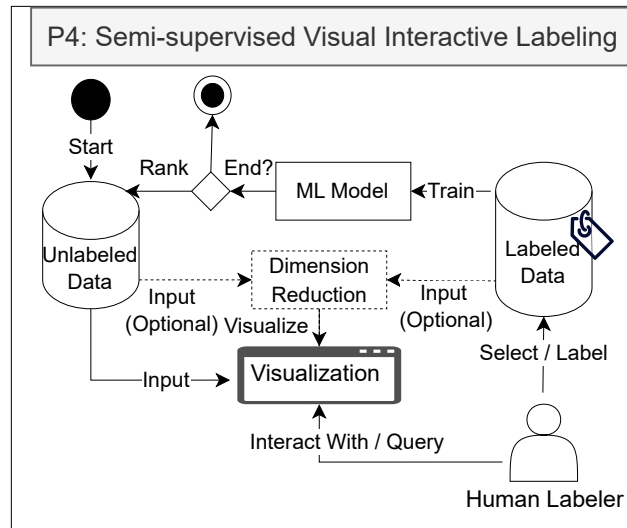 P4: Semi-supervised Visual Interactive Labeling
Start
Rank
End?
ML Model
Train
Unlabeled
Data
Labeled
Data
Dimension
Reduction
Input
(Optional)
Input
(Optional)
Visualize
Select / Label
Input
Visualization
Interact With / Query
Human Labeler